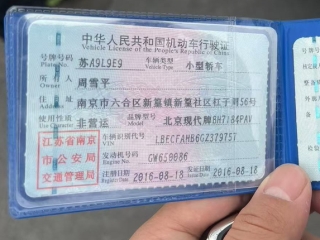 中华人民共和国机动车行驶证
Vehicle License of the People's Republic of China
号牌号码 苏A9L9E9 车辆类型 小型轿车
Plate No. Vehicle Type
所有人 周雪平
Owner
住址 南京市六合区新篁镇新篁社区红子圩56号
Address
使用性质 非营运 品牌型号 北京现代牌BH7184PAV
Use Character Model
江苏省南京市公安局交通管理局
车辆识别代号 LBECFAHB6GZ379757
VIN
发动机号码 GW659086
Engine No.
注册日期 2016-08-18 发证日期 2016-08-18
Register Date Issue Date